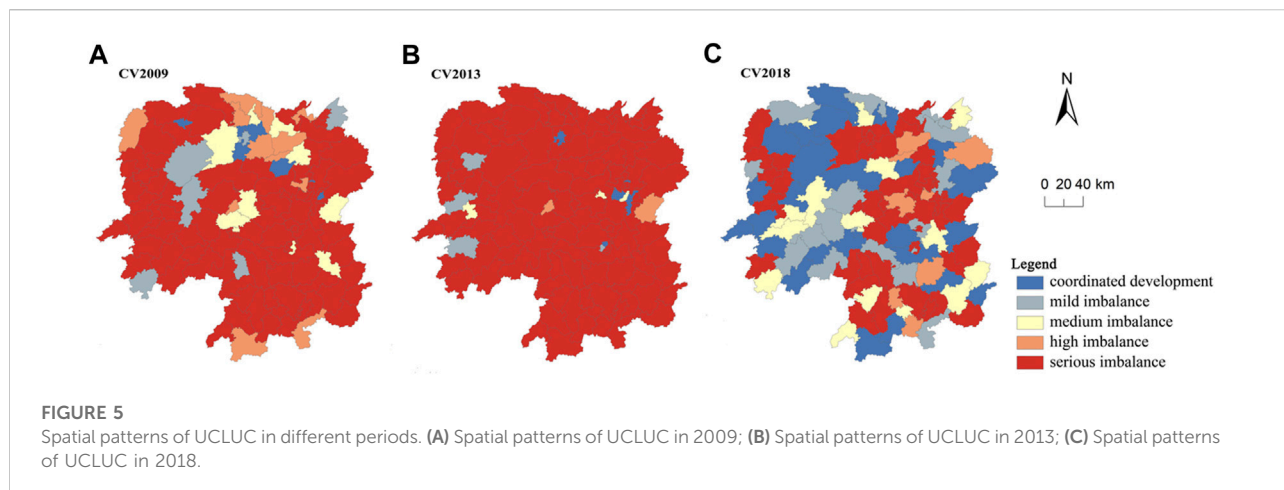 A
CV2009
B
CV2013
C
CV2018
N
0 20 40 km
Legend
coordinated development
mild imbalance
medium imbalance
high imbalance
serious imbalance
FIGURE 5
Spatial patterns of UCLUC in different periods. (A) Spatial patterns of UCLUC in 2009; (B) Spatial patterns of UCLUC in 2013; (C) Spatial patterns
of UCLUC in 2018.